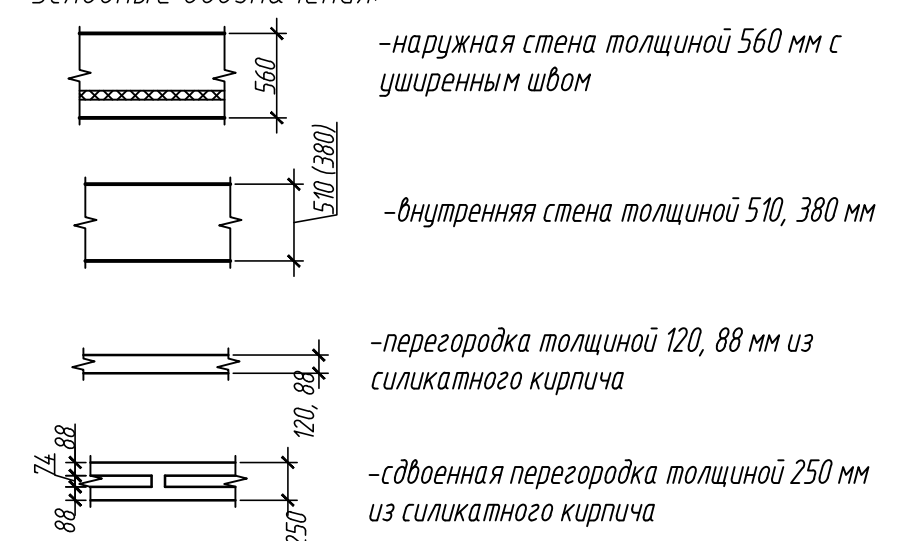 Условные обозначения:
-наружная стена толщиной 560 мм с
уширенным швом
560
-внутренняя стена толщиной 510, 380 мм
510 (380)
-перегородка толщиной 120, 88 мм из
силикатного кирпича
120, 88
-сдвоенная перегородка толщиной 250 мм
из силикатного кирпича
88
74
88
250